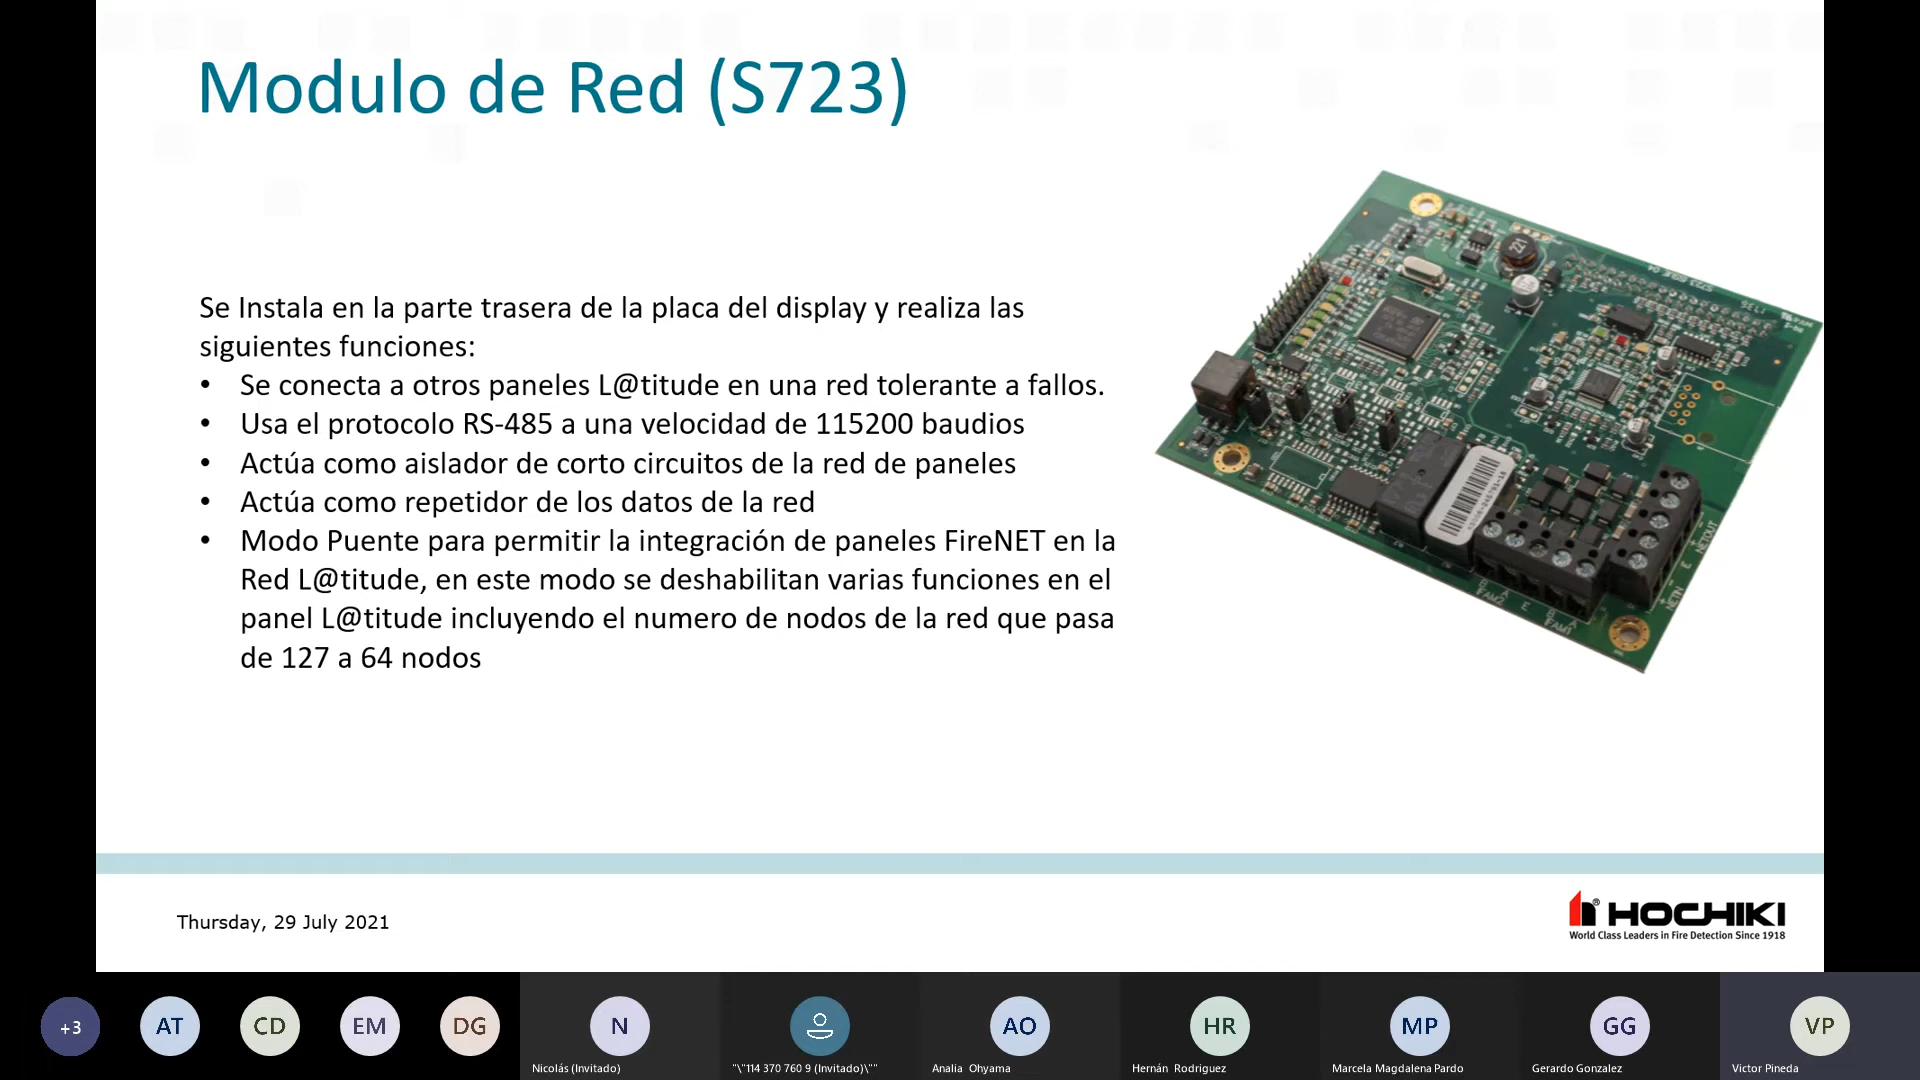 Modulo de Red (S723)
Se Instala en la parte trasera de la placa del display y realiza las
siguientes funciones:
• Se conecta a otros paneles L@titude en una red tolerante a fallos.
• Usa el protocolo RS-485 a una velocidad de 115200 baudios
• Actúa como aislador de corto circuitos de la red de paneles
• Actúa como repetidor de los datos de la red
• Modo Puente para permitir la integración de paneles FireNET en la
Red L@titude, en este modo se deshabilitan varias funciones en el
panel L@titude incluyendo el numero de nodos de la red que pasa
de 127 a 64 nodos
221
NETOUT
NETIN
FAM2
FAM1
Thursday, 29 July 2021
HOCHIKI
World Class Leaders in Fire Detection Since 1918
+3
AT
CD
EM
DG
N
AO
HR
MP
GG
VP
Nicolás (Invitado)
"\"114 370 760 9 (Invitado)\""
Analia Ohyama
Hernán Rodriguez
Marcela Magdalena Pardo
Gerardo Gonzalez
Victor Pineda